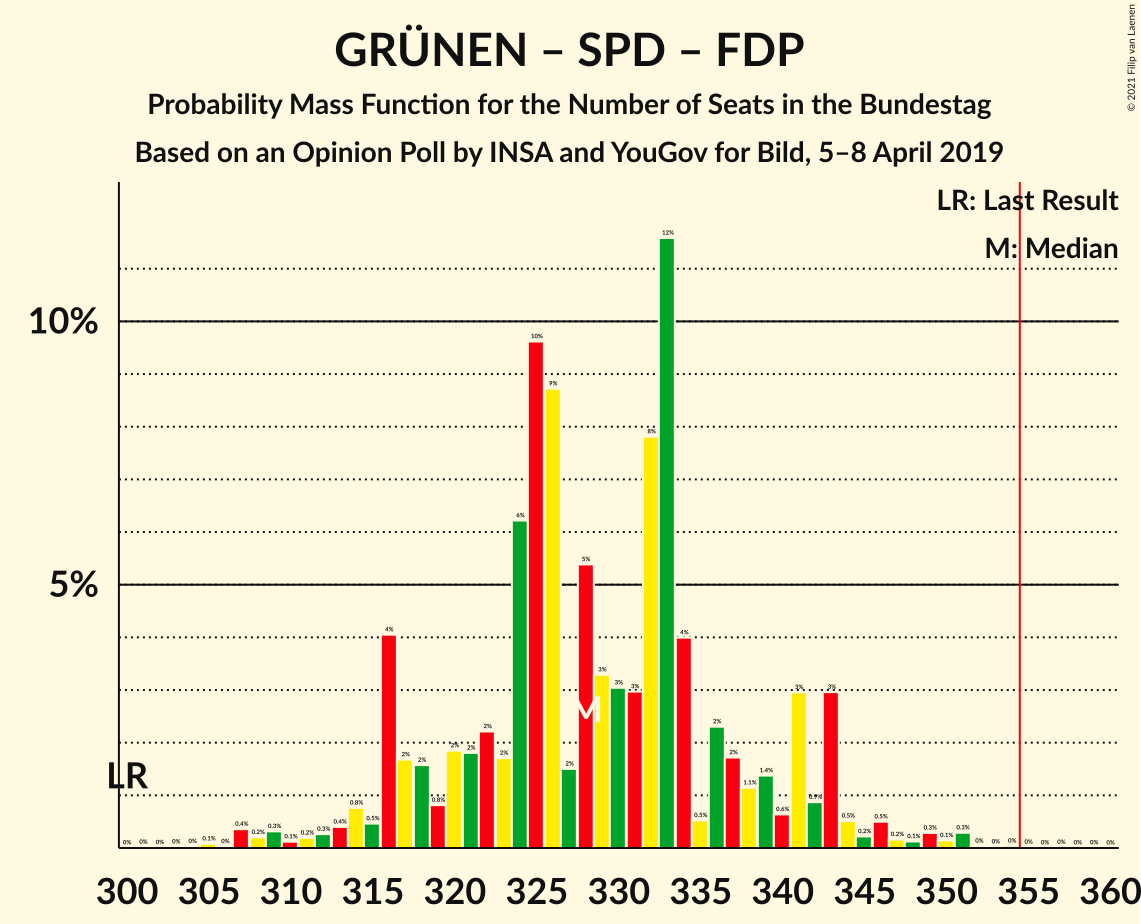 GRÜNEN – SPD – FDP
Probability Mass Function for the Number of Seats in the Bundestag
Based on an Opinion Poll by INSA and YouGov for Bild, 5–8 April 2019
© 2021 Filip van Laenen
LR: Last Result
M: Median
10%
5%
LR
M
0% 0% 0% 0% 0% 0.1% 0% 0.4% 0.2% 0.3% 0.1% 0.2% 0.3% 0.4% 0.8% 0.5% 4% 2% 2% 0.8% 2% 2% 2% 2% 6% 10% 9% 2% 5% 3% 3% 3% 8% 12% 4% 0.5% 2% 2% 1.1% 1.4% 0.6% 3% 0.9% 3% 0.5% 0.2% 0.5% 0.2% 0.1% 0.3% 0.1% 0.3% 0% 0% 0% 0% 0% 0% 0% 0% 0%
300 305 310 315 320 325 330 335 340 345 350 355 360